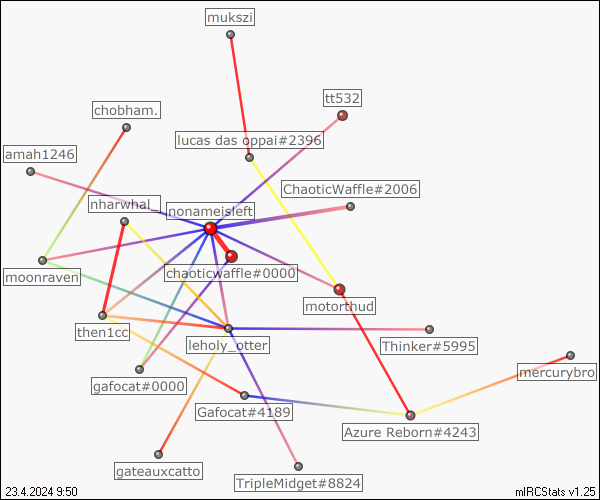 mukszi
tt532
chobham.
lucas das oppai#2396
amah1246
ChaoticWaffle#2006
nharwhal_
nonameisleft
chaoticwaffle#0000
moonraven
motorthud
then1cc
leholy_otter
Thinker#5995
mercurybro
gafocat#0000
Gafocat#4189
Azure Reborn#4243
gateauxcatto
TripleMidget#8824
23.4.2024 9:50
mIRCStats v1.25